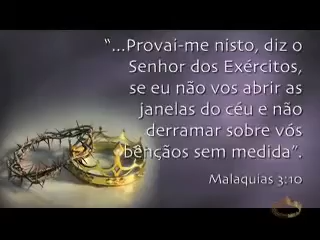 “...Provai-me nisto, diz o
Senhor dos Exércitos,
se eu não vos abrir as
janelas do céu e não
derramar sobre vós
bênçãos sem medida”.
Malaquias 3:10